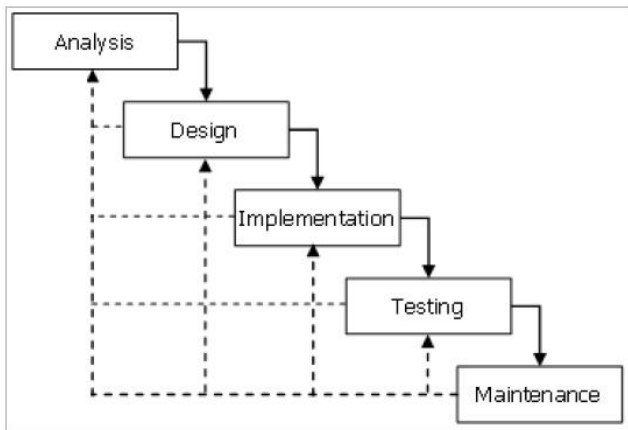 Analysis
Design
Implementation
Testing
Maintenance